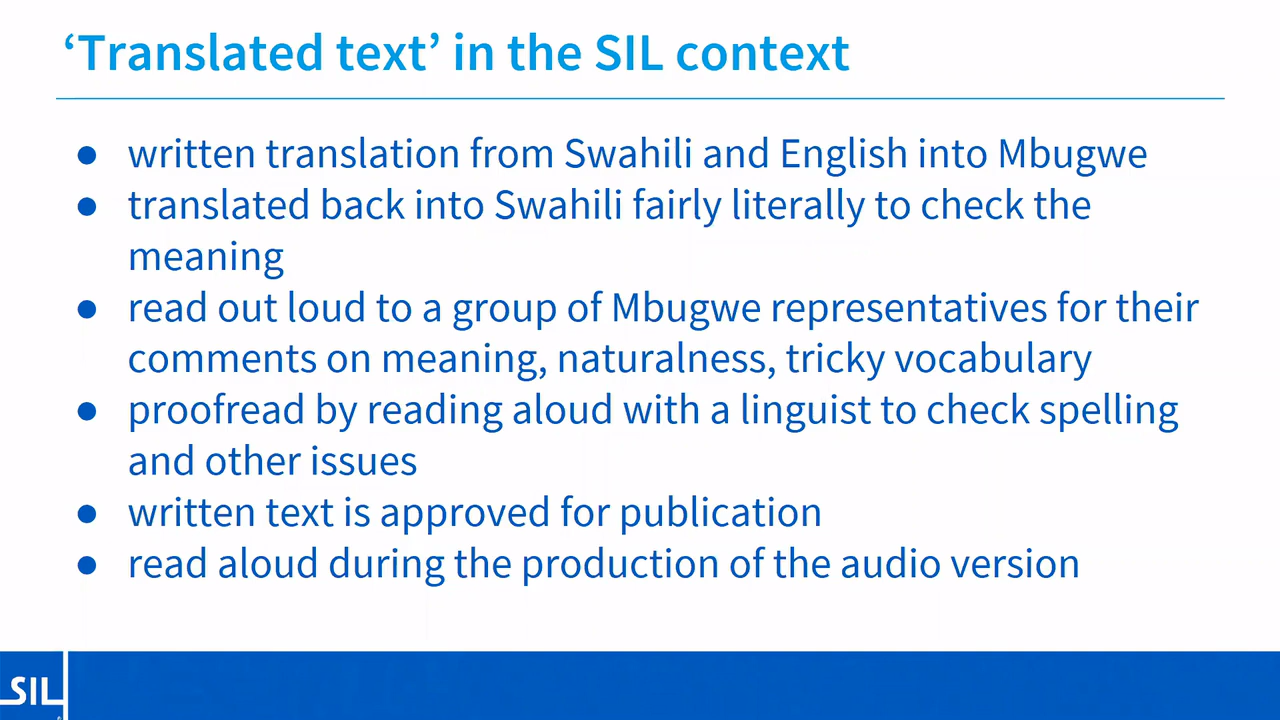 ‘Translated text’ in the SIL context
● written translation from Swahili and English into Mbugwe
● translated back into Swahili fairly literally to check the
meaning
● read out loud to a group of Mbugwe representatives for their
comments on meaning, naturalness, tricky vocabulary
● proofread by reading aloud with a linguist to check spelling
and other issues
● written text is approved for publication
● read aloud during the production of the audio version
SIL